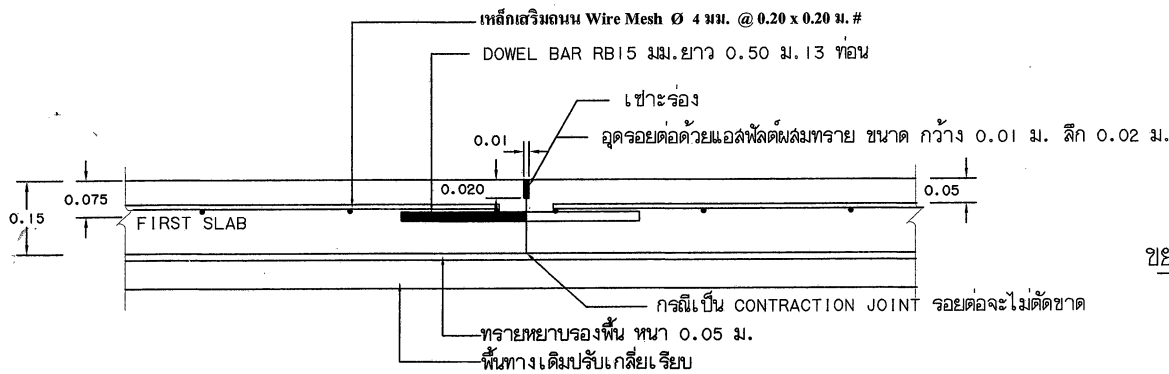 เหล็กเสริมถนน Wire Mesh Ø 4 มม. @ 0.20 x 0.20 ม. #
DOWEL BAR RB15 มม.ยาว 0.50 ม.13 ท่อน
เซาะร่อง
อุดรอยต่อด้วยแอสฟัลต์ผสมทราย ขนาด กว้าง 0.01 ม. ลึก 0.02 ม.
0.01
0.020
0.05
0.075
0.15
FIRST SLAB
กรณีเป็น CONTRACTION JOINT รอยต่อจะไม่ตัดขาด
ทรายหยาบรองพื้น หนา 0.05 ม.
พื้นทางเดิมปรับเกลี่ยเรียบ